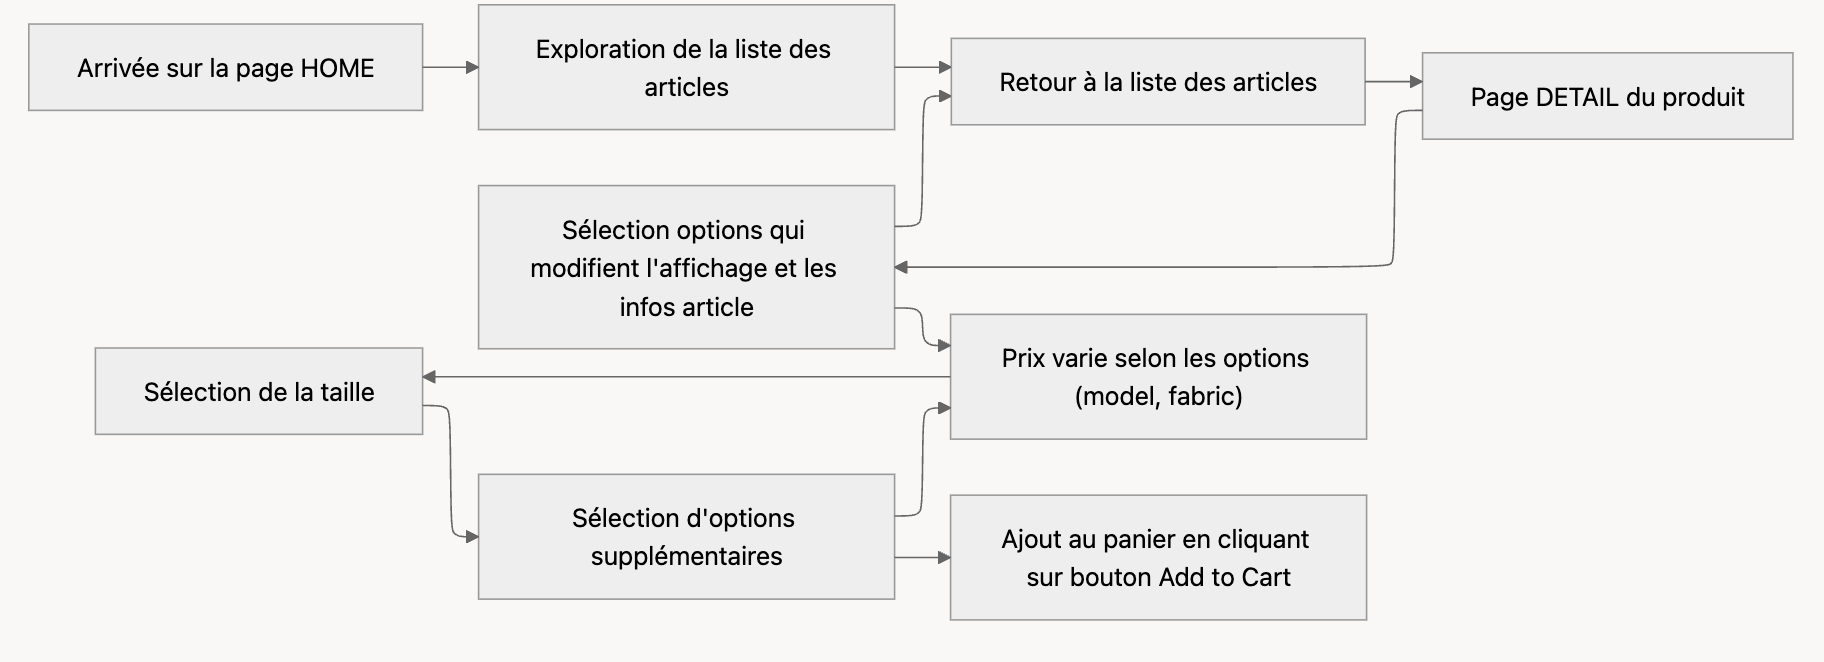 Arrivée sur la page HOME
Exploration de la liste des
articles
Retour à la liste des articles
Page DETAIL du produit
Sélection options qui
modifient l'affichage et les
infos article
Prix varie selon les options
(model, fabric)
Sélection de la taille
Sélection d'options
supplémentaires
Ajout au panier en cliquant
sur bouton Add to Cart